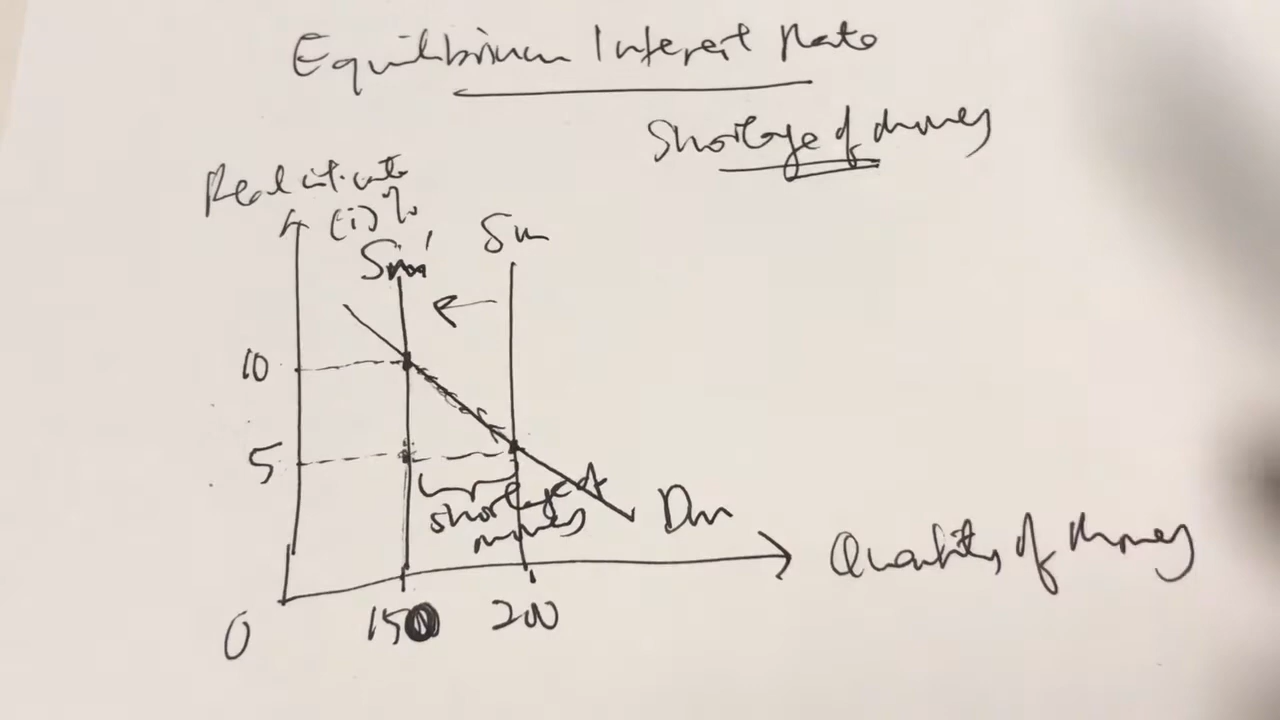 Equilibrium Interest Rate
Shortage of money
Real int. rate
(i) %
Sm'
Sm
10
5
shortage of
money
Dm
Quantity of money
0
150
200